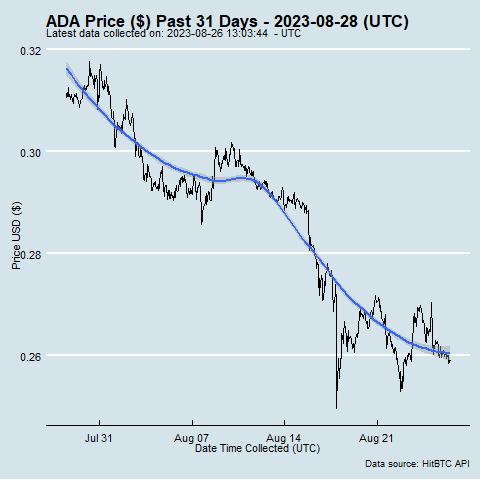 ADA Price ($) Past 31 Days - 2023-08-28 (UTC)
Latest data collected on: 2023-08-26 13:03:44  - UTC
0.32
0.30
0.28
0.26
Price USD ($)
Jul 31
Aug 07
Aug 14
Aug 21
Date Time Collected (UTC)
Data source: HitBTC API